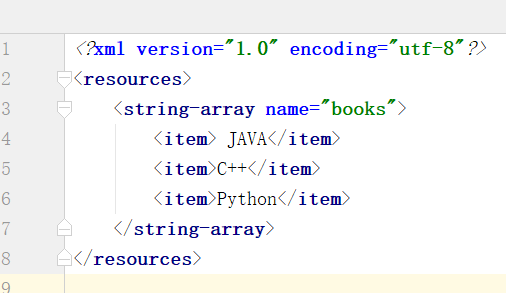 1 <?xml version="1.0" encoding="utf-8"?>
2 <resources>
3 <string-array name="books">
4 <item> JAVA</item>
5 <item>C++</item>
6 <item>Python</item>
7 </string-array>
8 </resources>
9